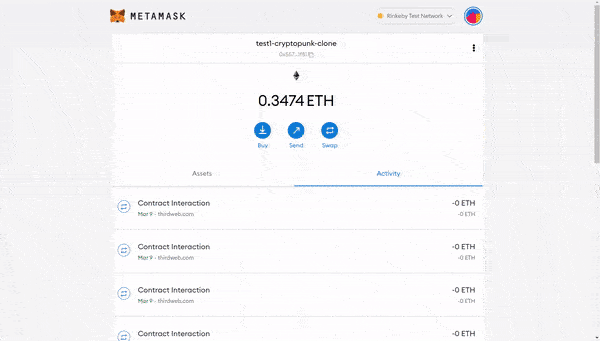 METAMASK
Rinkeby Test Network
test1-cryptopunk-clone
0.3474 ETH
Buy
Send
Swap
Assets
Activity
Contract Interaction
-0 ETH
Mar 9 · thirdweb.com
-0 ETH
Contract Interaction
-0 ETH
Mar 9 · thirdweb.com
-0 ETH
Contract Interaction
-0 ETH
Mar 9 · thirdweb.com
-0 ETH
Contract Interaction
-0 ETH